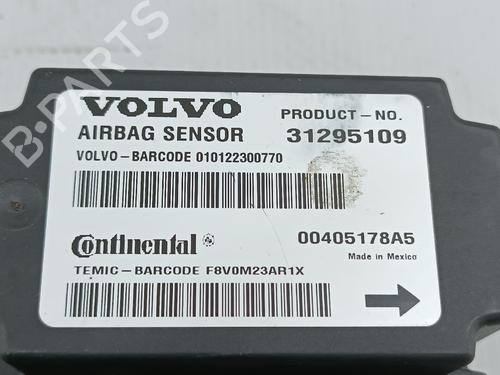 B-PARTS
VOLVO
PRODUCT-NO.
AIRBAG SENSOR 31295109
VOLVO-BARCODE 010122300770
Continental 00405178A5
Made in Mexico
TEMIC-BARCODE F8V0M23AR1X